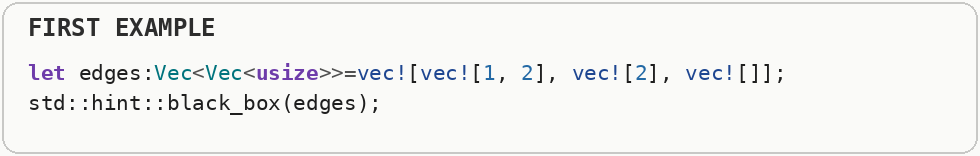 FIRST EXAMPLE
let edges:Vec<Vec<usize>>=vec![vec![1, 2], vec![2], vec![]];
std::hint::black_box(edges);